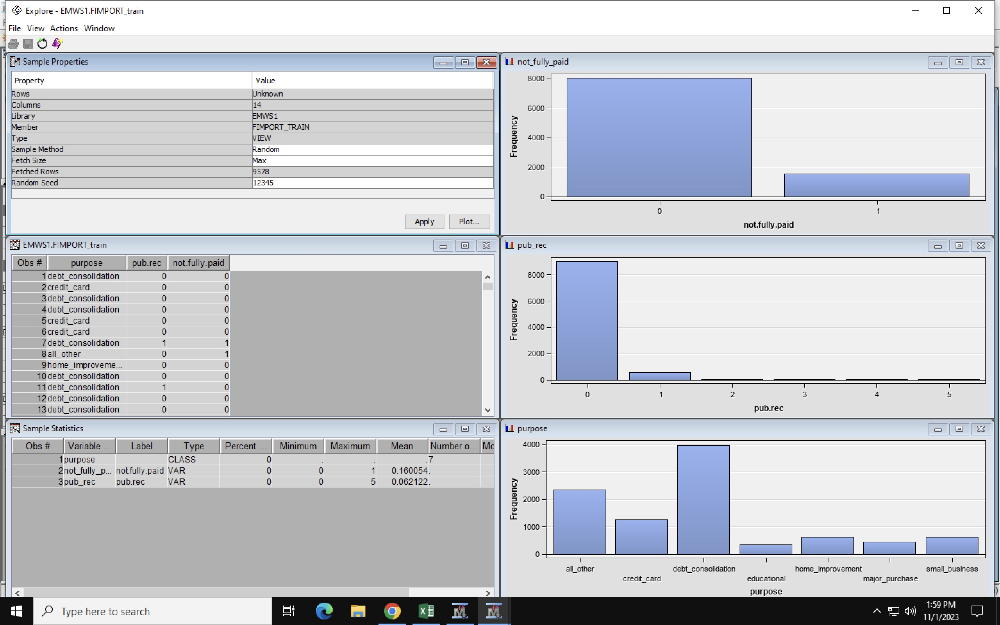 Explore - EMWS1.FIMPORT_train
File View Actions Window
Sample Properties
Property Value
Rows Unknown
Columns 14
Library EMWS1
Member FIMPORT_TRAIN
Type VIEW
Sample Method Random
Fetch Size Max
Fetched Rows 9578
Random Seed 12345
Apply Plot...
not_fully_paid
8000
6000
4000
2000
0
Frequency
0 1
not.fully.paid
EMWS1.FIMPORT_train
Obs # purpose pub.rec not.fully.paid
1 debt_consolidation 0 0
2 credit_card 0 0
3 debt_consolidation 0 0
4 debt_consolidation 0 0
5 credit_card 0 0
6 credit_card 0 0
7 debt_consolidation 1 1
8 all_other 0 1
9 home_improveme... 0 0
10 debt_consolidation 0 0
11 debt_consolidation 1 0
12 debt_consolidation 0 0
13 debt_consolidation 0 0
pub_rec
8000
6000
4000
2000
0
Frequency
0 1 2 3 4 5
pub.rec
Sample Statistics
Obs # Variable ... Label Type Percent ... Minimum Maximum Mean Number o... Mo
1 purpose CLASS 0 . . . 7
2 not_fully_p... not.fully.paid VAR 0 0 1 0.160054 .
3 pub_rec pub.rec VAR 0 0 5 0.062122 .
purpose
4000
3000
2000
1000
0
Frequency
all_other credit_card debt_consolidation educational home_improvement major_purchase small_business
purpose
Type here to search
1:59 PM
11/1/2023